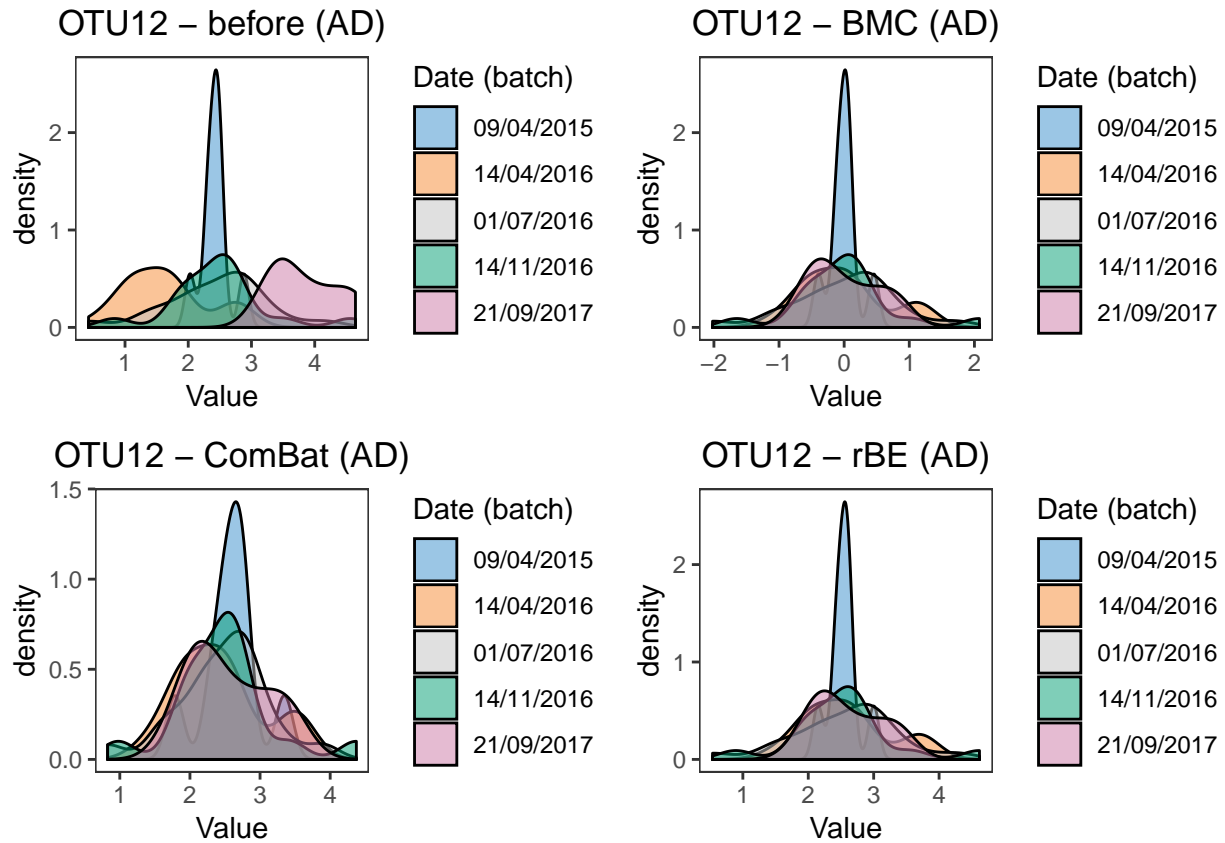 OTU12 – before (AD)
density
2
1
0
1 2 3 4
Value
Date (batch)
09/04/2015
14/04/2016
01/07/2016
14/11/2016
21/09/2017
OTU12 – BMC (AD)
density
2
1
0
−2 −1 0 1 2
Value
Date (batch)
09/04/2015
14/04/2016
01/07/2016
14/11/2016
21/09/2017
OTU12 – ComBat (AD)
density
1.5
1.0
0.5
0.0
1 2 3 4
Value
Date (batch)
09/04/2015
14/04/2016
01/07/2016
14/11/2016
21/09/2017
OTU12 – rBE (AD)
density
2
1
0
1 2 3 4
Value
Date (batch)
09/04/2015
14/04/2016
01/07/2016
14/11/2016
21/09/2017